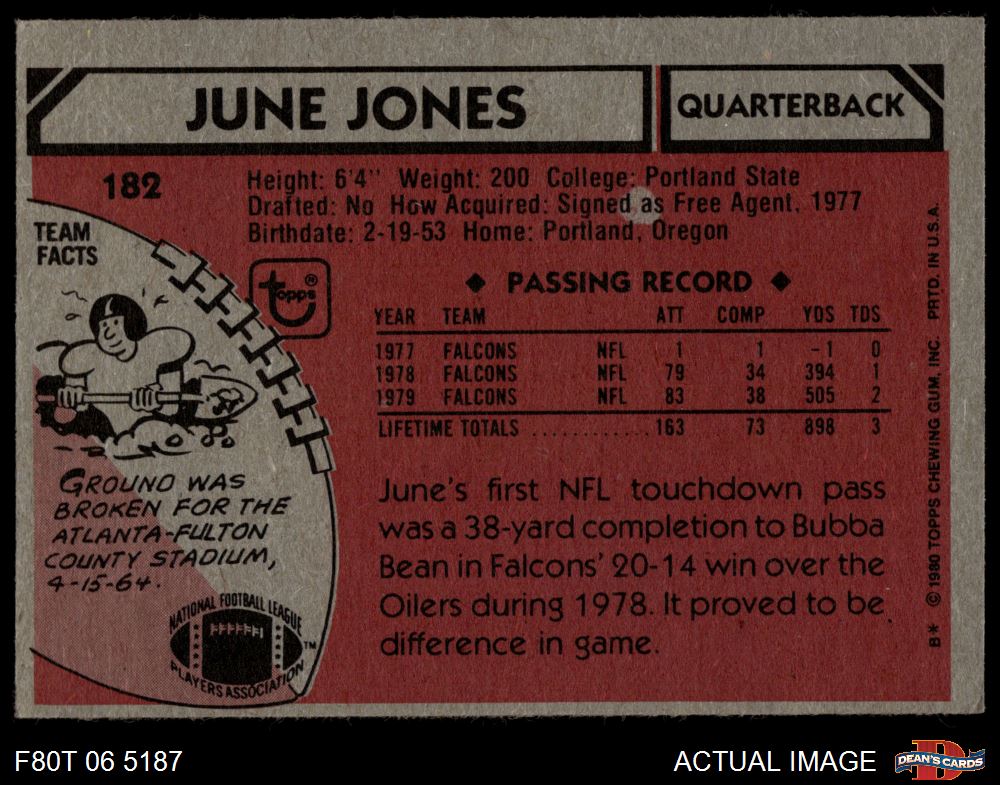 JUNE JONES
QUARTERBACK
182
Height: 6'4" Weight: 200 College: Portland State
Drafted: No How Acquired: Signed as Free Agent, 1977
Birthdate: 2-19-53 Home: Portland, Oregon
TEAM
FACTS
topps®
◆ PASSING RECORD ◆
YEAR TEAM ATT COMP YDS TDS
1977 FALCONS NFL 1 1 -1 0
1978 FALCONS NFL 79 34 394 1
1979 FALCONS NFL 83 38 505 2
LIFETIME TOTALS ............ 163 73 898 3
GROUND WAS
BROKEN FOR THE
ATLANTA-FULTON
COUNTY STADIUM,
4-15-64.
June's first NFL touchdown pass
was a 38-yard completion to Bubba
Bean in Falcons' 20-14 win over the
Oilers during 1978. It proved to be
difference in game.
NATIONAL FOOTBALL LEAGUE
PLAYERS ASSOCIATION
TM
B* © 1980 TOPPS CHEWING GUM, INC. PRTD. IN U.S.A.
F80T 06 5187
ACTUAL IMAGE
DEAN'S CARDS